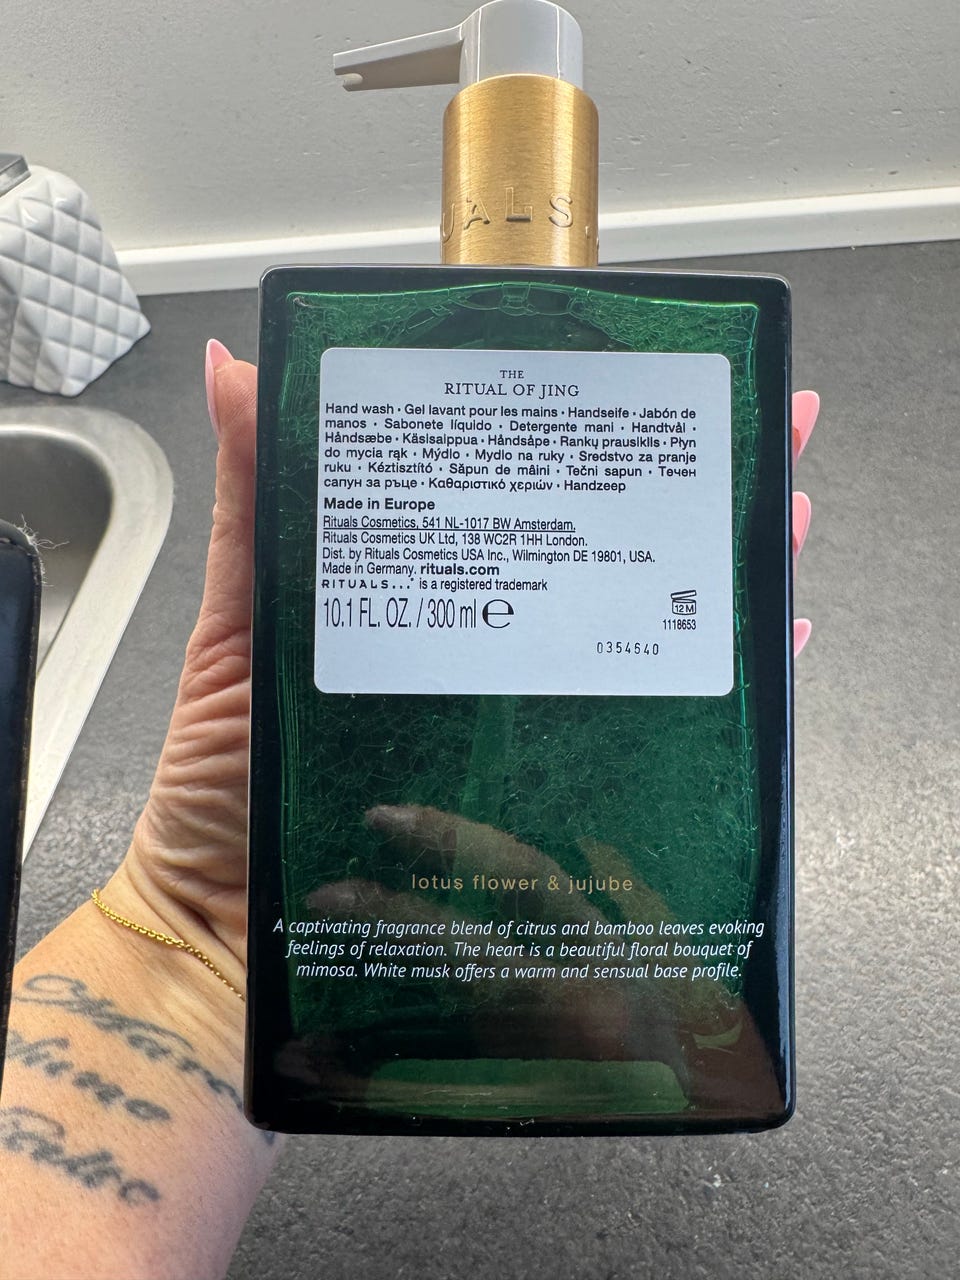 UALS.
THE
RITUAL OF JING
Hand wash · Gel lavant pour les mains · Handseife · Jabón de
manos · Sabonete líquido · Detergente mani · Handtvål ·
Håndsæbe · Käsisaippua · Håndsåpe · Rankų prausiklis · Płyn
do mycia rąk · Mýdlo · Mydlo na ruky · Sredstvo za pranje
ruku · Kéztisztító · Săpun de mâini · Tečni sapun · Течен
сапун за ръце · Καθαριστικό χεριών · Handzeep
Made in Europe
Rituals Cosmetics, 541 NL-1017 BW Amsterdam.
Rituals Cosmetics UK Ltd, 138 WC2R 1HH London.
Dist. by Rituals Cosmetics USA Inc., Wilmington DE 19801, USA.
Made in Germany. rituals.com
RITUALS...® is a registered trademark
10.1 FL. OZ. / 300 ml ℮
12 M
1118653
0354640
lotus flower & jujube
A captivating fragrance blend of citrus and bamboo leaves evoking
feelings of relaxation. The heart is a beautiful floral bouquet of
mimosa. White musk offers a warm and sensual base profile.